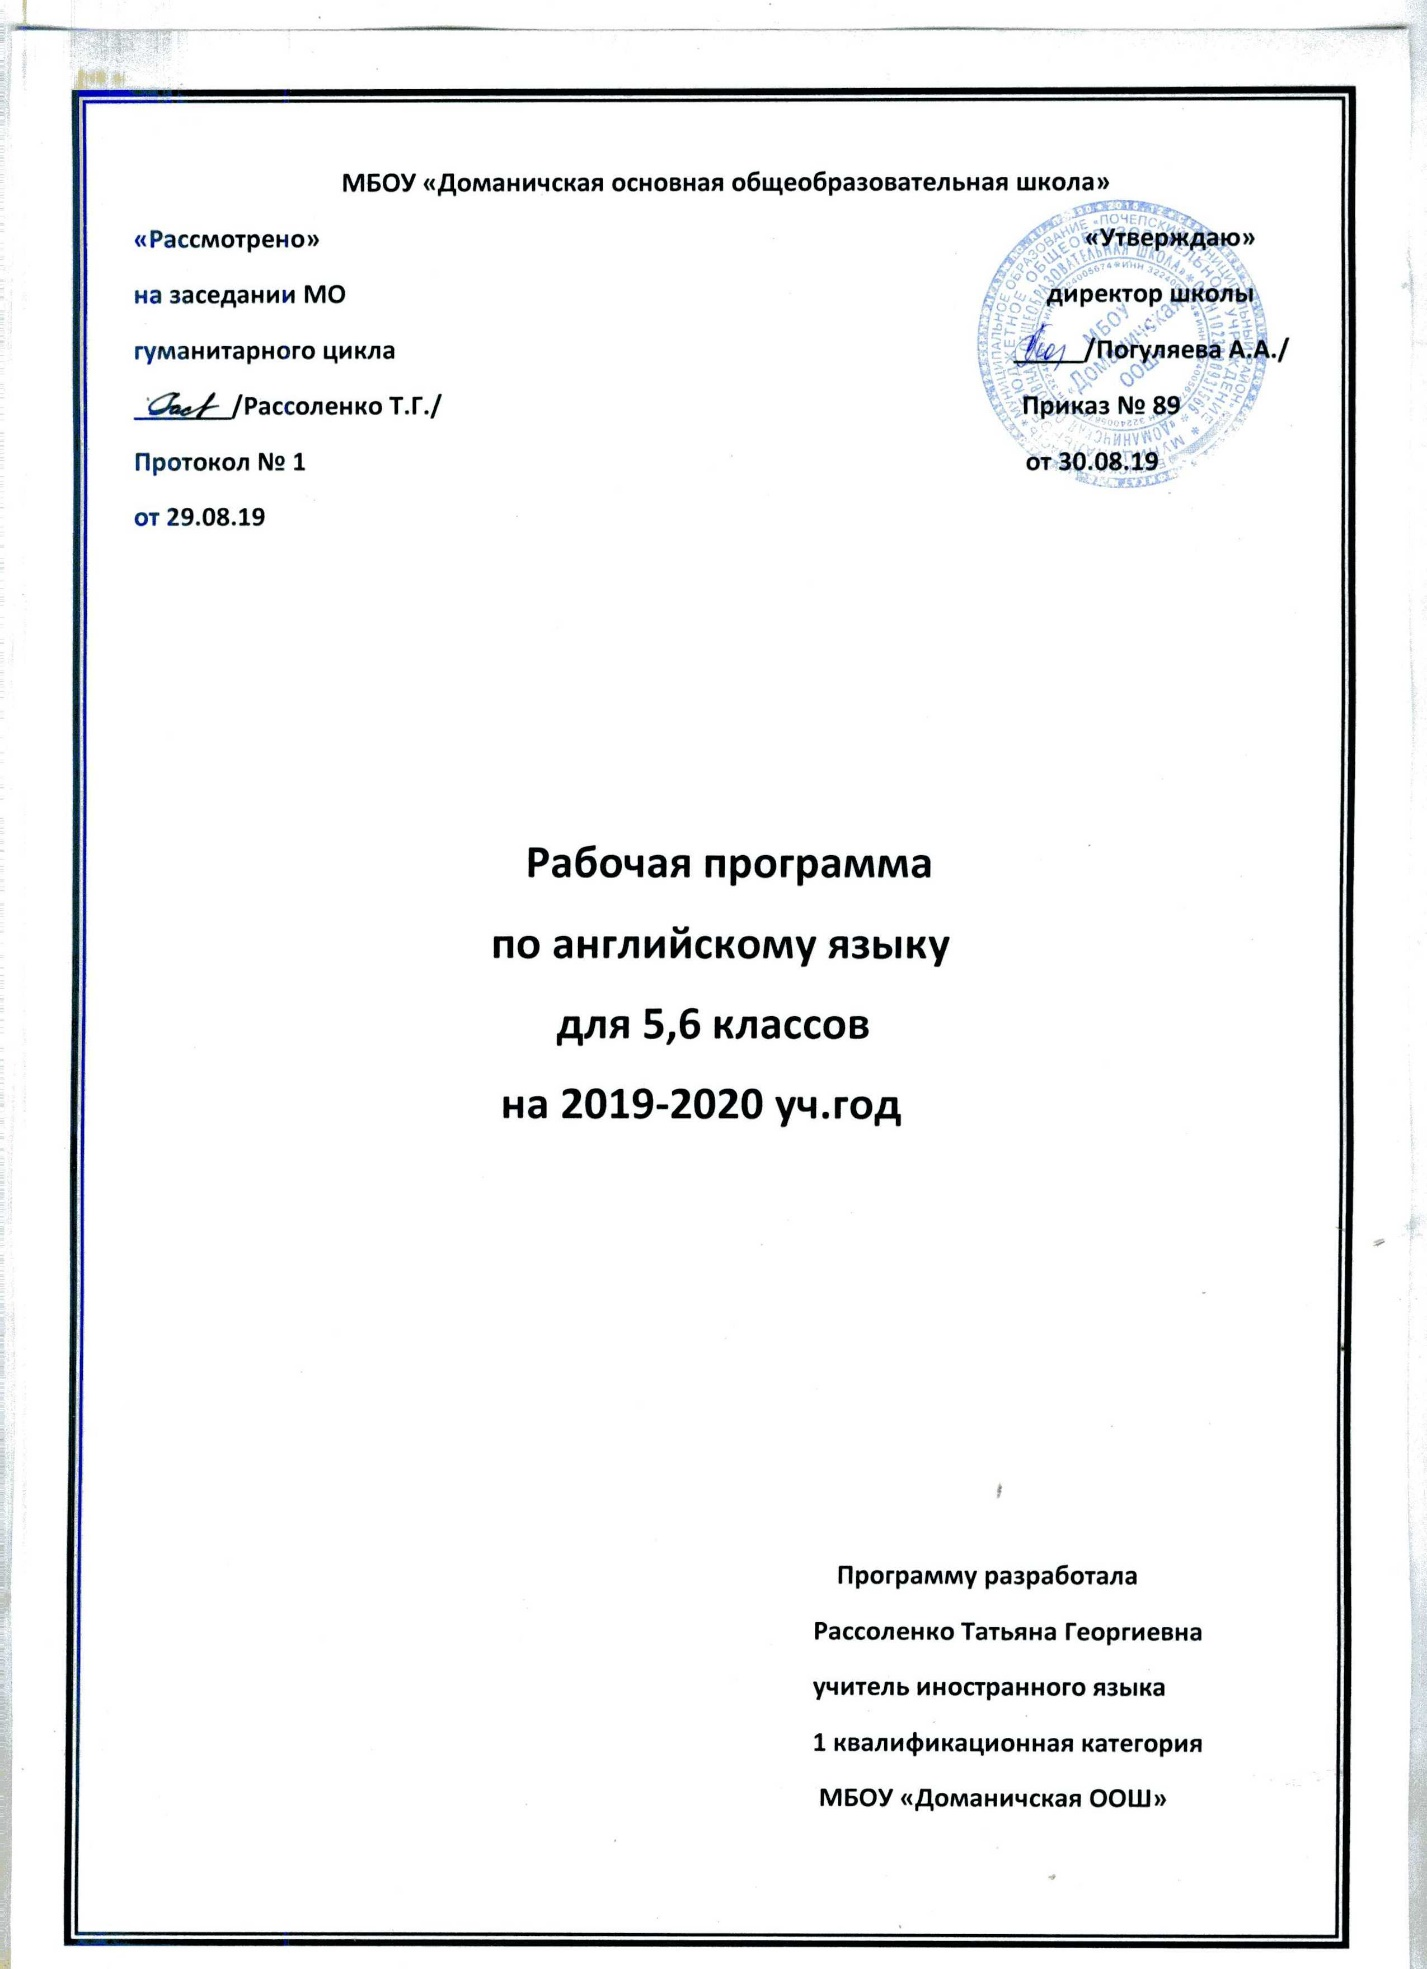 МБОУ «Доманичская основная общеобразовательная школа»
«Рассмотрено» «Утверждаю»
на заседании МО директор школы
гуманитарного цикла /Погуляева А.А./
/Рассоленко Т.Г./ Приказ № 89
Протокол № 1 от 30.08.19
от 29.08.19
МБОУ
«Доманичская
ООШ»
Рабочая программа
по английскому языку
для 5,6 классов
на 2019-2020 уч.год
Программу разработала
Рассоленко Татьяна Георгиевна
учитель иностранного языка
1 квалификационная категория
МБОУ «Доманичская ООШ»